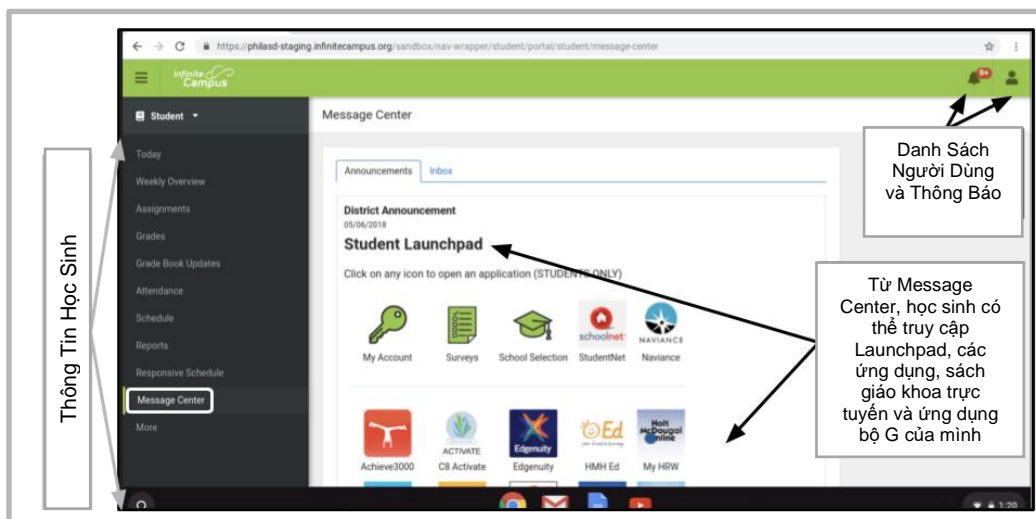 https://philasd-staging.infinitecampus.org/sandbox/nav-wrapper/student/portal/student/message-center
Infinite
Campus
9+
Student
Message Center
Today
Weekly Overview
Assignments
Grades
Grade Book Updates
Attendance
Schedule
Reports
Responsive Schedule
Message Center
More
Announcements
Inbox
District Announcement
05/06/2018
Student Launchpad
Click on any icon to open an application (STUDENTS ONLY)
schoolnet
NAVIANCE
My Account
Surveys
School Selection
StudentNet
Naviance
ACTIVATE
Edgenuity
Ed
Holt
McDougal
Online
Achieve3000
C8 Activate
Edgenuity
HMH Ed
My HRW
1:20
Thông Tin Học Sinh
Danh Sách
Người Dùng
và Thông Báo
Từ Message
Center, học sinh có
thể truy cập
Launchpad, các
ứng dụng, sách
giáo khoa trực
tuyến và ứng dụng
bộ G của mình